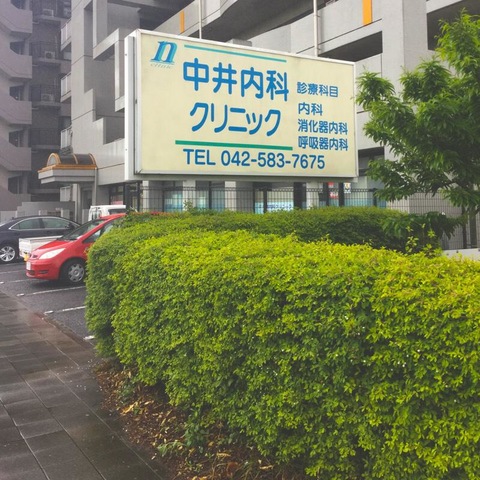 n
中井内科
クリニック
診療科目
内科
消化器内科
呼吸器内科
TEL 042-583-7675